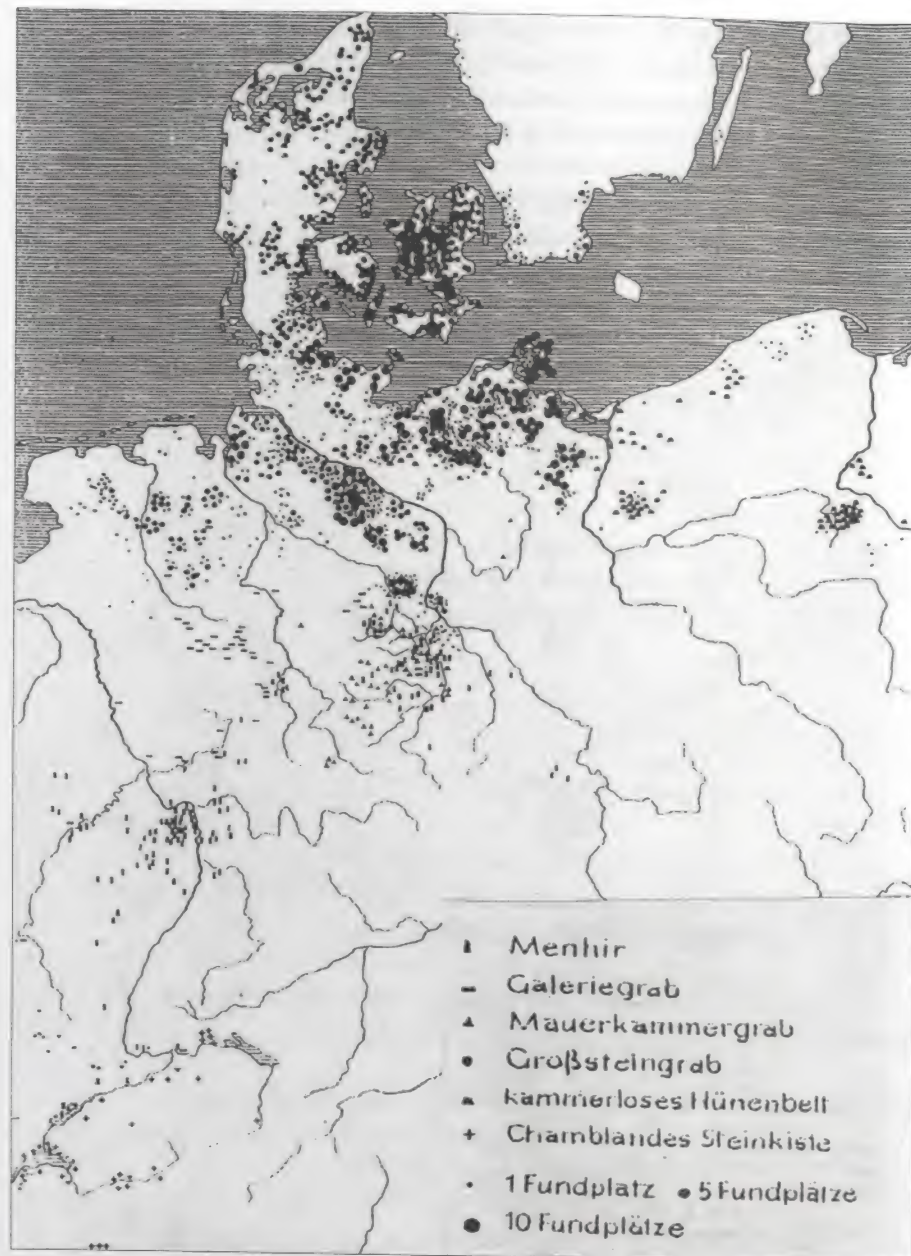 Menhir
Galeriegrab
Mauerkammergrab
Großsteingrab
kammerloses Hünenbett
Chamblandes Steinkiste
1 Fundplatz 5 Fundplätze
10 Fundplätze